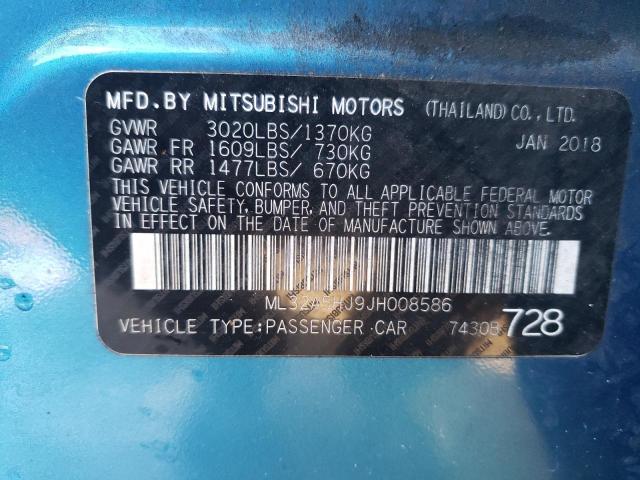 MFD.BY MITSUBISHI MOTORS (THAILAND) CO., LTD.
GVWR 3020LBS/1370KG JAN 2018
GAWR FR 1609LBS/ 730KG
GAWR RR 1477LBS/ 670KG
THIS VEHICLE CONFORMS TO ALL APPLICABLE FEDERAL MOTOR
VEHICLE SAFETY, BUMPER, AND THEFT PREVENTION STANDARDS
IN EFFECT ON THE DATE OF MANUFACTURE SHOWN ABOVE.
ML32A5HJ9JH008586
VEHICLE TYPE:PASSENGER CAR 74308 728